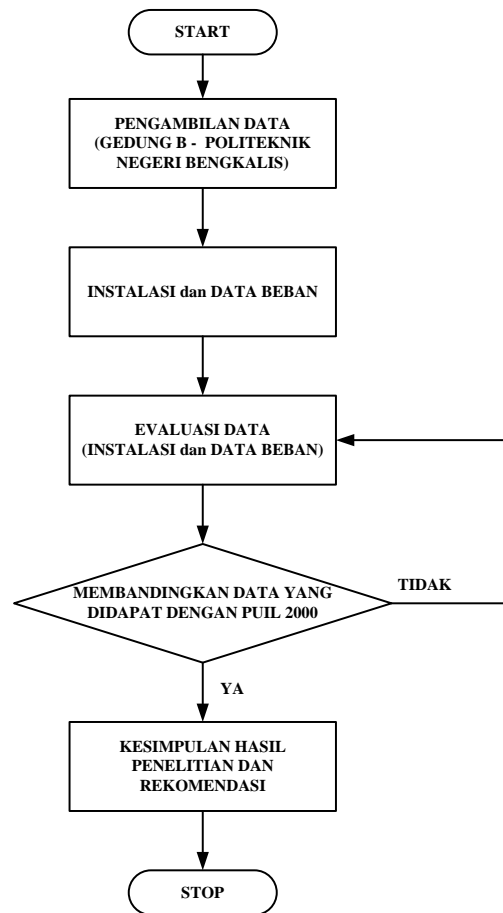 START
PENGAMBILAN DATA
(GEDUNG B - POLITEKNIK
NEGERI BENGKALIS)
INSTALASI dan DATA BEBAN
EVALUASI DATA
(INSTALASI dan DATA BEBAN)
MEMBANDINGKAN DATA YANG
DIDAPAT DENGAN PUIL 2000
TIDAK
YA
KESIMPULAN HASIL
PENELITIAN DAN
REKOMENDASI
STOP